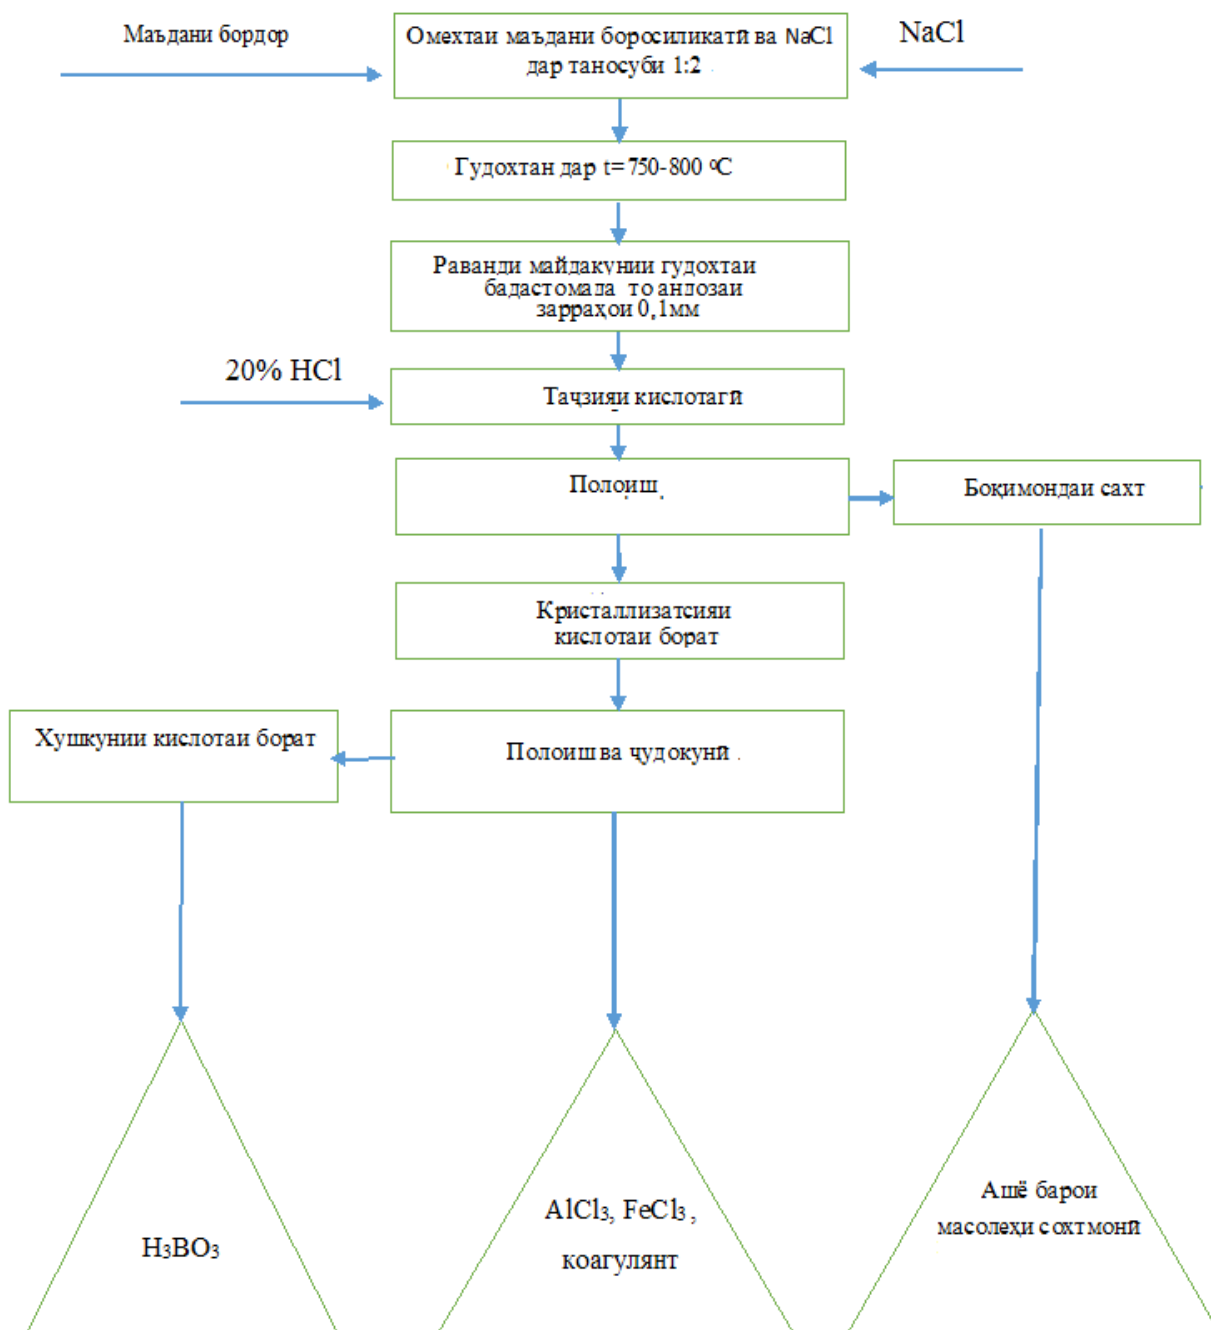 Маъдани бордор
Омехтаи маъдани боросиликатӣ ва NaCl
дар таносуби 1:2
NaCl
Гудохтан дар t=750-800 °C
Раванди майдакунии гудохтаи
бадастомада то андозаи
зарраҳои 0,1мм
20% HCl
Таҷзияи кислотагӣ
Полоиш
Боқимондаи сахт
Кристаллизатсияи
кислотаи борат
Хушкунии кислотаи борат
Полоиш ва ҷудокунӣ
H₃BO₃
AlCl₃, FeCl₃,
коагулянт
Ашё барои
масолеҳи сохтмонӣ